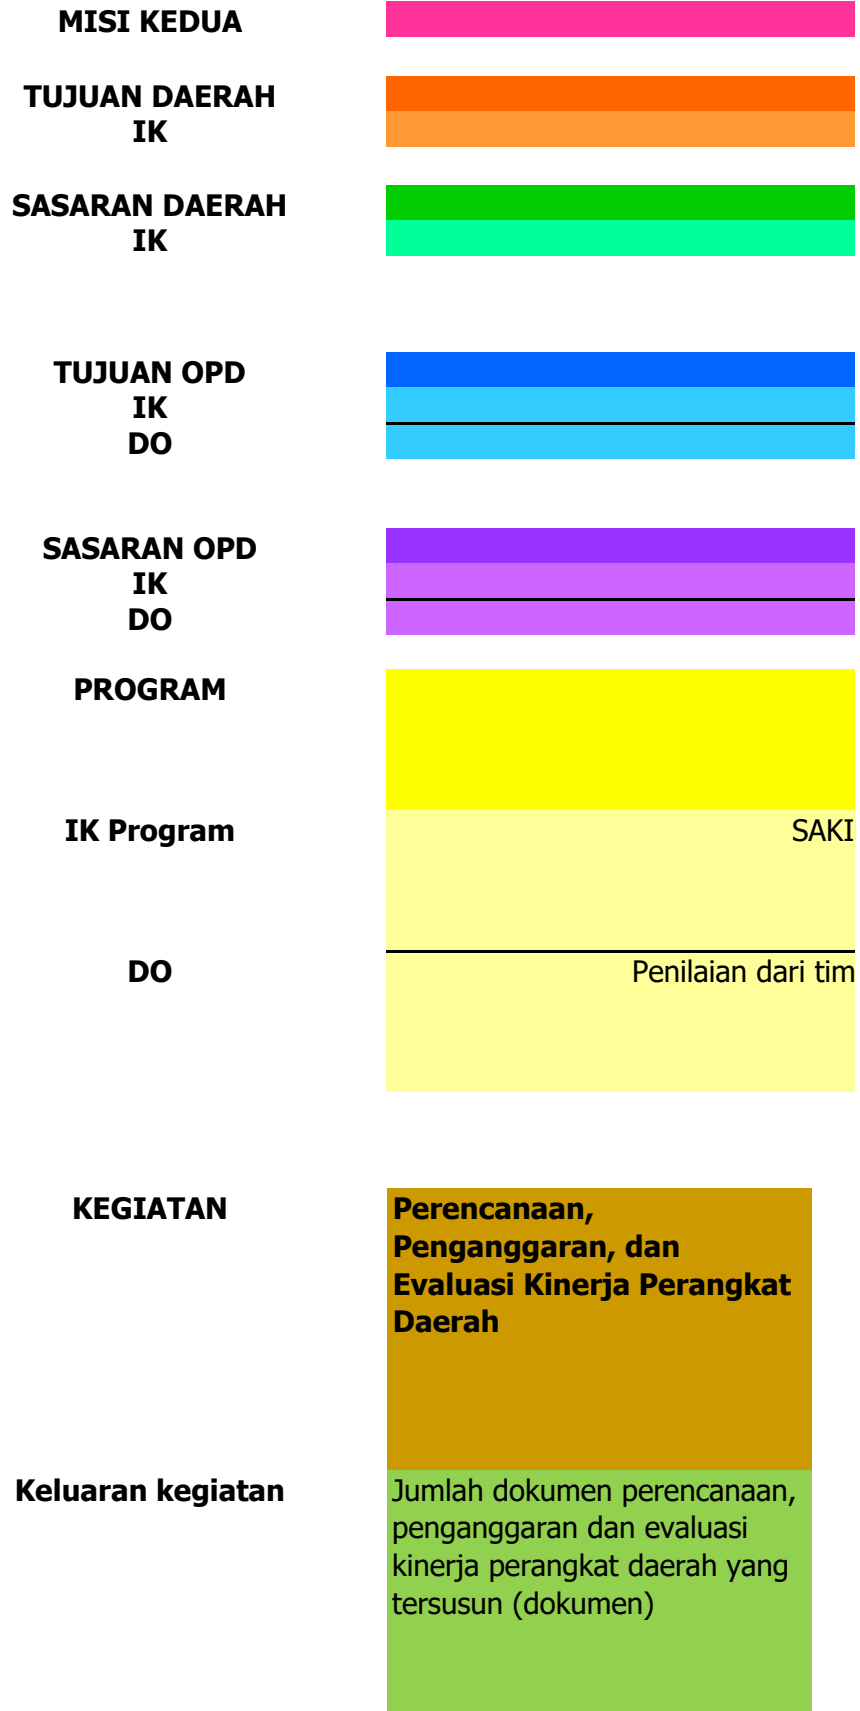 MISI KEDUA
TUJUAN DAERAH
IK
SASARAN DAERAH
IK
TUJUAN OPD
IK
DO
SASARAN OPD
IK
DO
PROGRAM
IK Program
SAKI
DO
Penilaian dari tim
KEGIATAN
Perencanaan,
Penganggaran, dan
Evaluasi Kinerja Perangkat
Daerah
Keluaran kegiatan
Jumlah dokumen perencanaan,
penganggaran dan evaluasi
kinerja perangkat daerah yang
tersusun (dokumen)